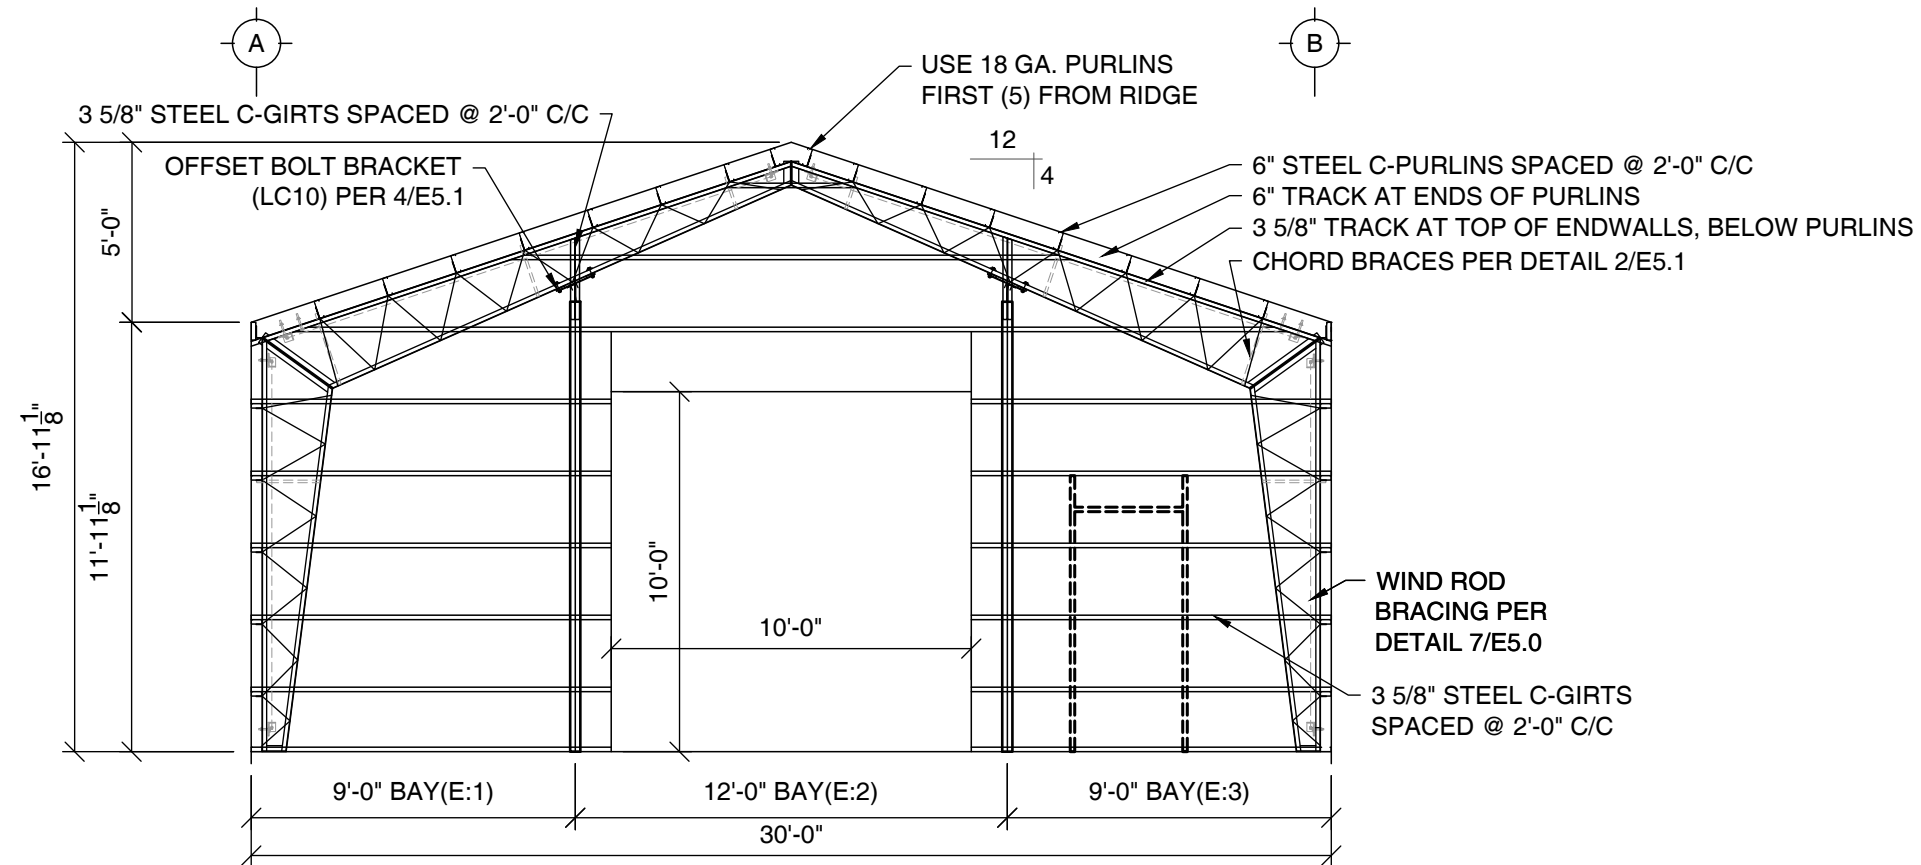 A
B
USE 18 GA. PURLINS
FIRST (5) FROM RIDGE
3 5/8" STEEL C-GIRTS SPACED @ 2'-0" C/C
12
4
OFFSET BOLT BRACKET
(LC10) PER 4/E5.1
6" STEEL C-PURLINS SPACED @ 2'-0" C/C
6" TRACK AT ENDS OF PURLINS
3 5/8" TRACK AT TOP OF ENDWALLS, BELOW PURLINS
CHORD BRACES PER DETAIL 2/E5.1
5'-0"
16'-11 1/8"
11'-11 1/8"
10'-0"
10'-0"
WIND ROD
BRACING PER
DETAIL 7/E5.0
3 5/8" STEEL C-GIRTS
SPACED @ 2'-0" C/C
9'-0" BAY(E:1)
12'-0" BAY(E:2)
9'-0" BAY(E:3)
30'-0"